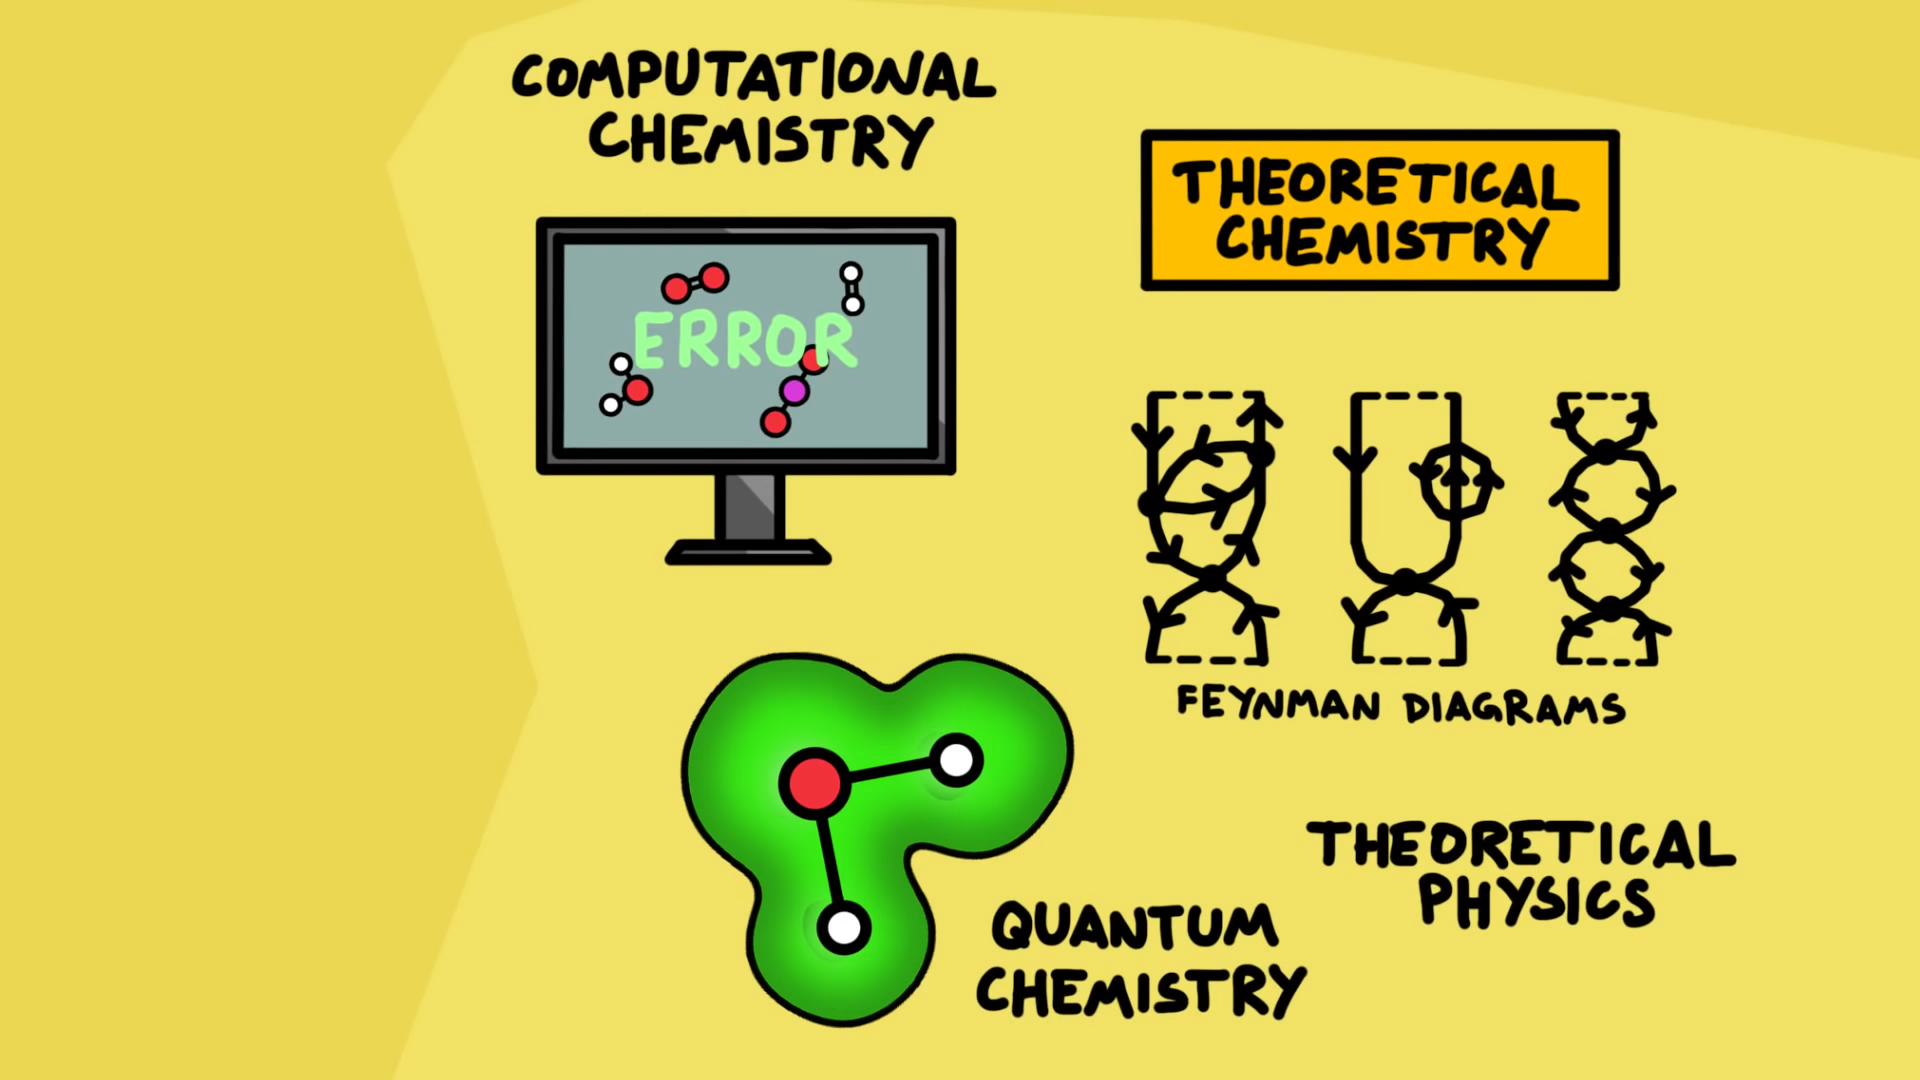 COMPUTATIONAL
CHEMISTRY
THEORETICAL
CHEMISTRY
ERROR
FEYNMAN DIAGRAMS
THEORETICAL
PHYSICS
QUANTUM
CHEMISTRY